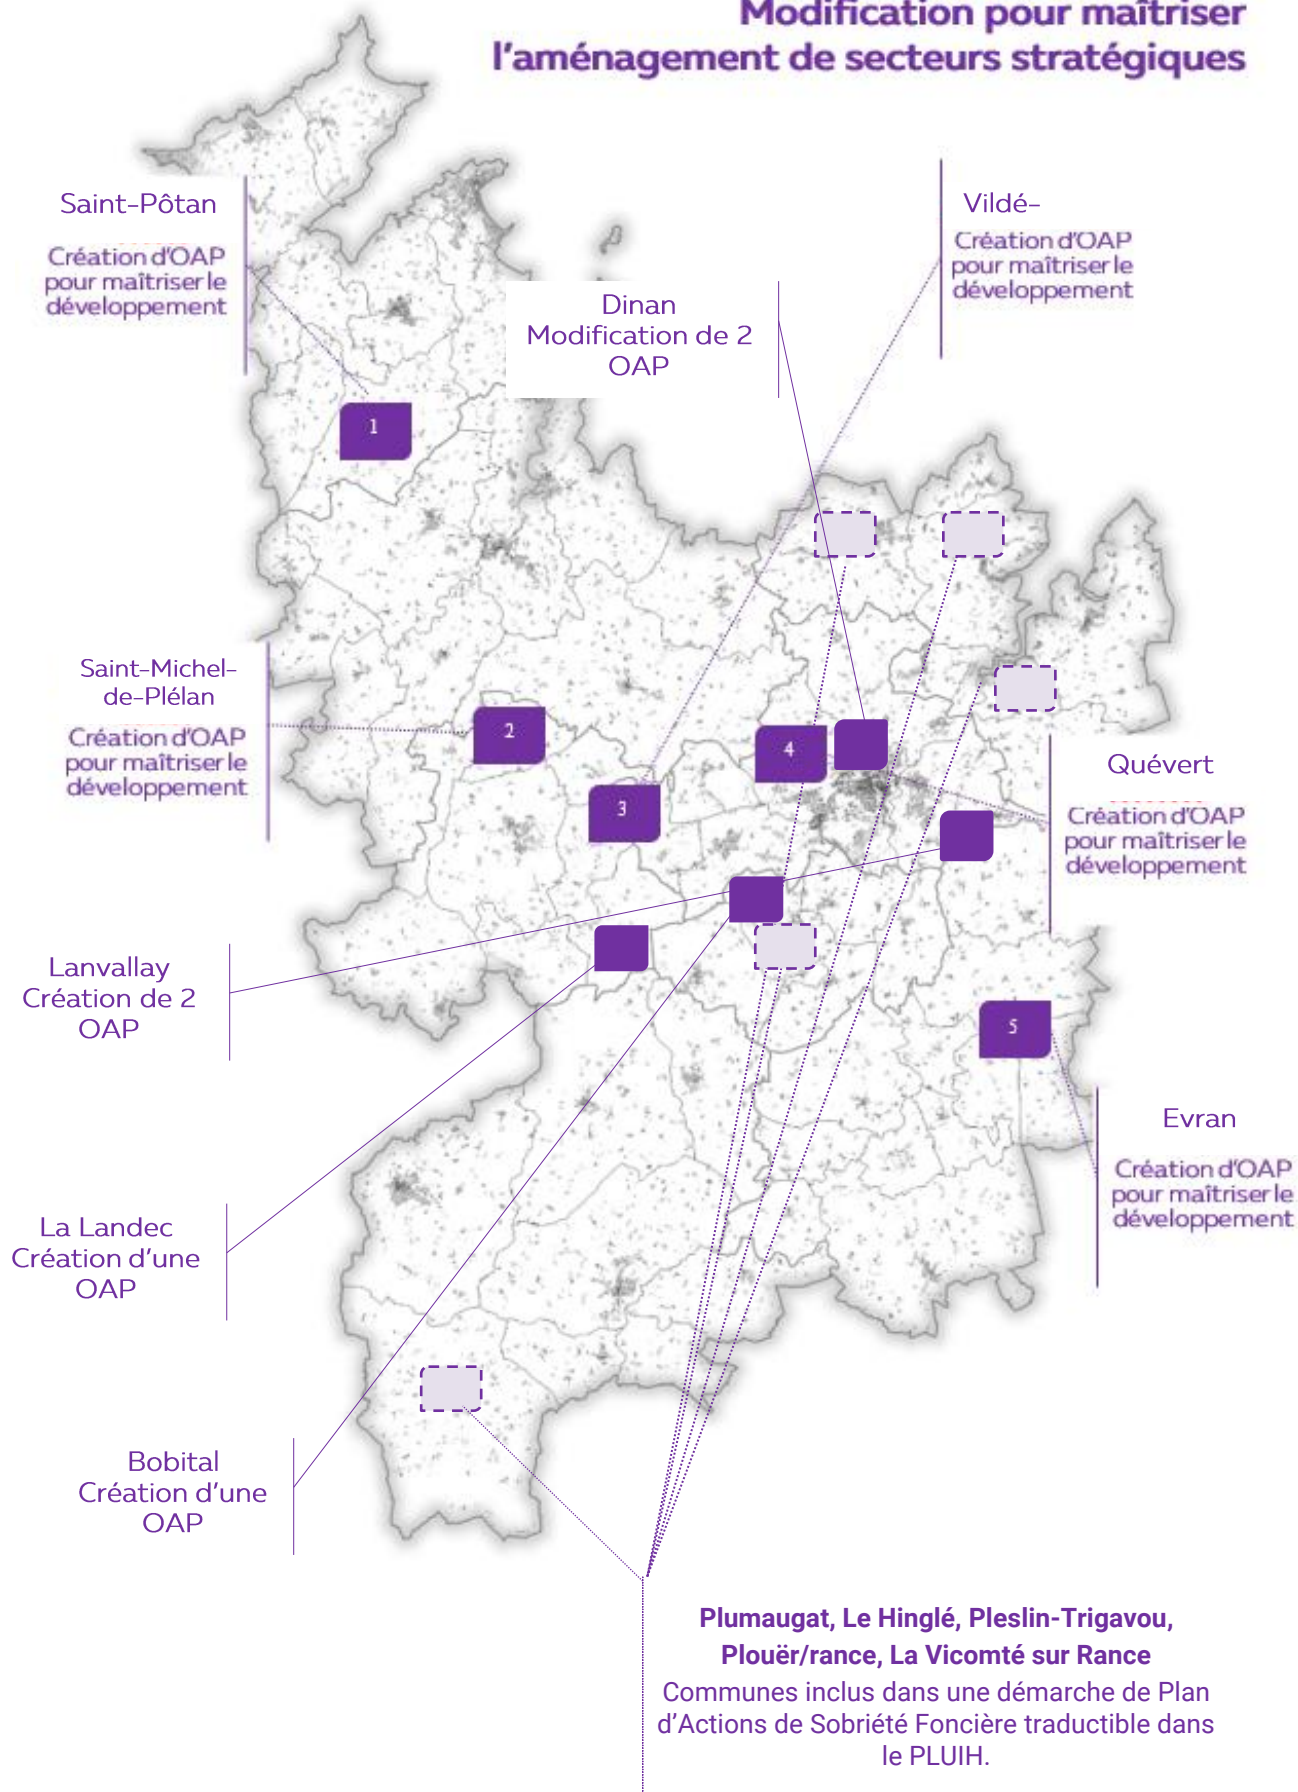 Modification pour maîtriser
l'aménagement de secteurs stratégiques
Saint-Pôtan
Création d'OAP
pour maîtriser le
développement
Vildé-
Création d'OAP
pour maîtriser le
développement
Dinan
Modification de 2
OAP
1
Saint-Michel-
de-Plélan
Création d'OAP
pour maîtriser le
développement
2
3
4
Quévert
Création d'OAP
pour maîtriser le
développement
Lanvallay
Création de 2
OAP
5
Evran
Création d'OAP
pour maîtriser le
développement
La Landec
Création d'une
OAP
Bobital
Création d'une
OAP
Plumaugat, Le Hinglé, Pleslin-Trigavou,
Plouër/rance, La Vicomté sur Rance
Communes inclus dans une démarche de Plan
d'Actions de Sobriété Foncière traductible dans
le PLUIH.